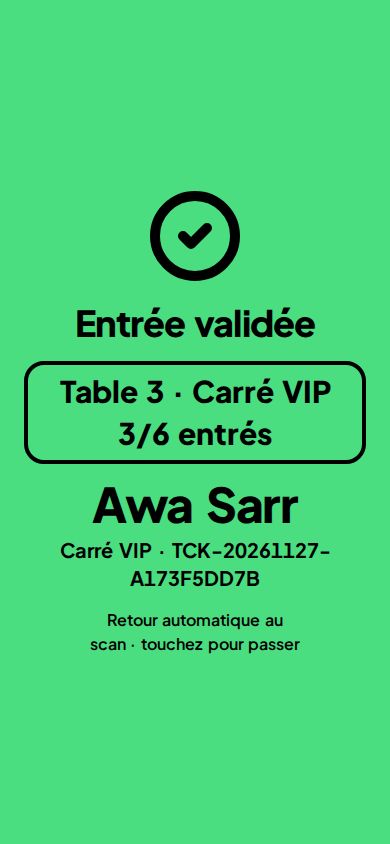 Entrée validée
Table 3 · Carré VIP
3/6 entrés
Awa Sarr
Carré VIP · TCK-20261127-
A173F5DD7B
Retour automatique au
scan · touchez pour passer